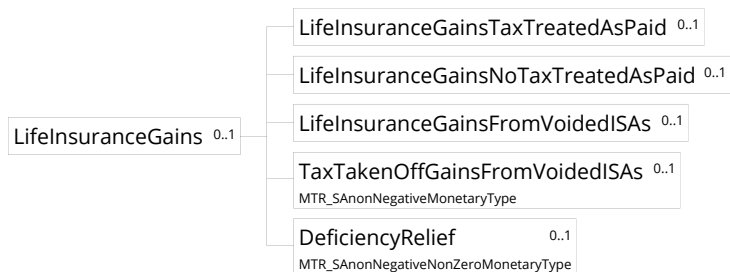 LifeInsuranceGainsTaxTreatedAsPaid 0..1
LifeInsuranceGainsNoTaxTreatedAsPaid 0..1
LifeInsuranceGains 0..1
LifeInsuranceGainsFromVoidedISAs 0..1
TaxTakenOffGainsFromVoidedISAs 0..1
MTR_SAnonNegativeMonetaryType
DeficiencyRelief 0..1
MTR_SAnonNegativeNonZeroMonetaryType